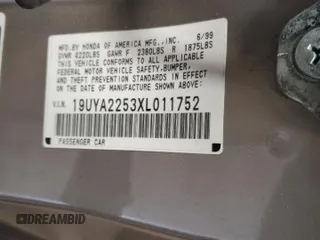 MFD.BY HONDA OF AMERICA MFG.,INC. 6/99
GVWR 4220LBS GAWR F 2380LBS R 1875LBS
THIS VEHICLE CONFORMS TO ALL APPLICABLE
FEDERAL MOTOR VEHICLE SAFETY,BUMPER,
AND THEFT PREVENTION STANDARDS IN EFFECT
ON THE DATE OF MANUFACTURE SHOWN ABOVE.
V.I.N. 19UYA2253XL011752
PASSENGER CAR
DREAMBID